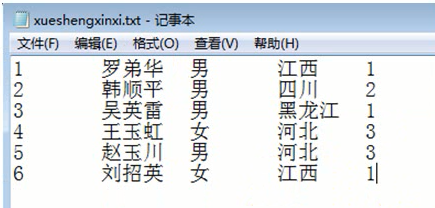 xueshengxinxi.txt - 记事本
文件(F) 编辑(E) 格式(O) 查看(V) 帮助(H)
1 罗弟华 男 江西 1
2 韩顺平 男 四川 2
3 吴英雷 男 黑龙江 1
4 王玉虹 女 河北 3
5 赵玉川 男 河北 3
6 刘招英 女 江西 1